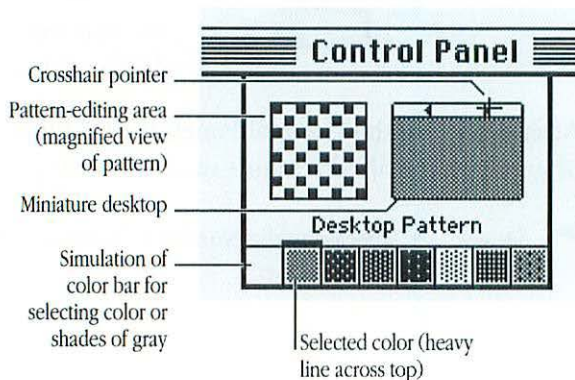 Control Panel
Crosshair pointer
Pattern-editing area
(magnified view
of pattern)
Miniature desktop
Desktop Pattern
Simulation of
color bar for
selecting color or
shades of gray
Selected color (heavy
line across top)